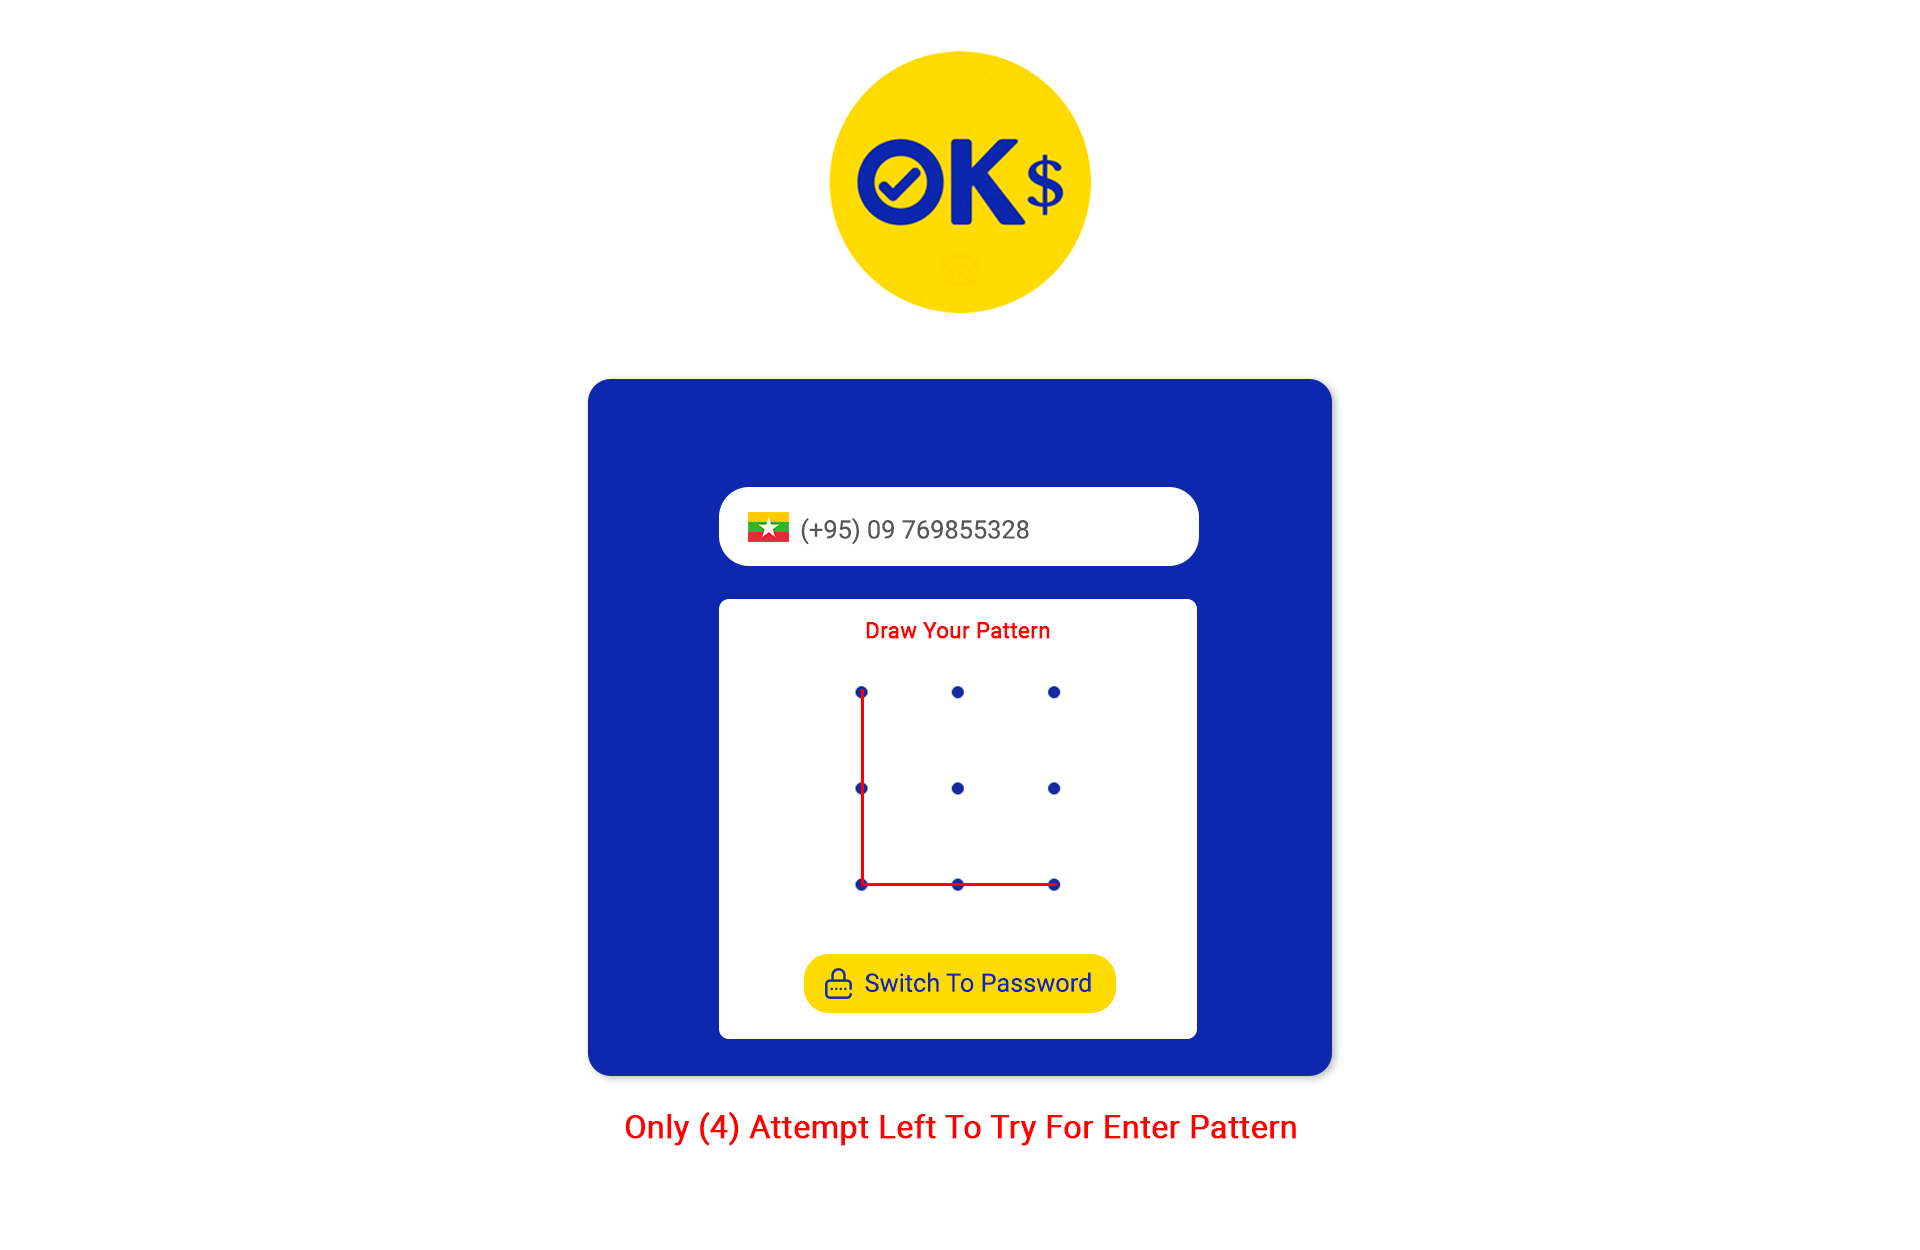 OK$
(+95) 09 769855328
Draw Your Pattern
Switch To Password
Only (4) Attempt Left To Try For Enter Pattern